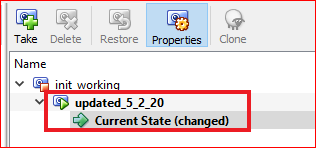 Take Delete Restore Properties Clone
Name
init_working
updated_5_2_20
Current State (changed)